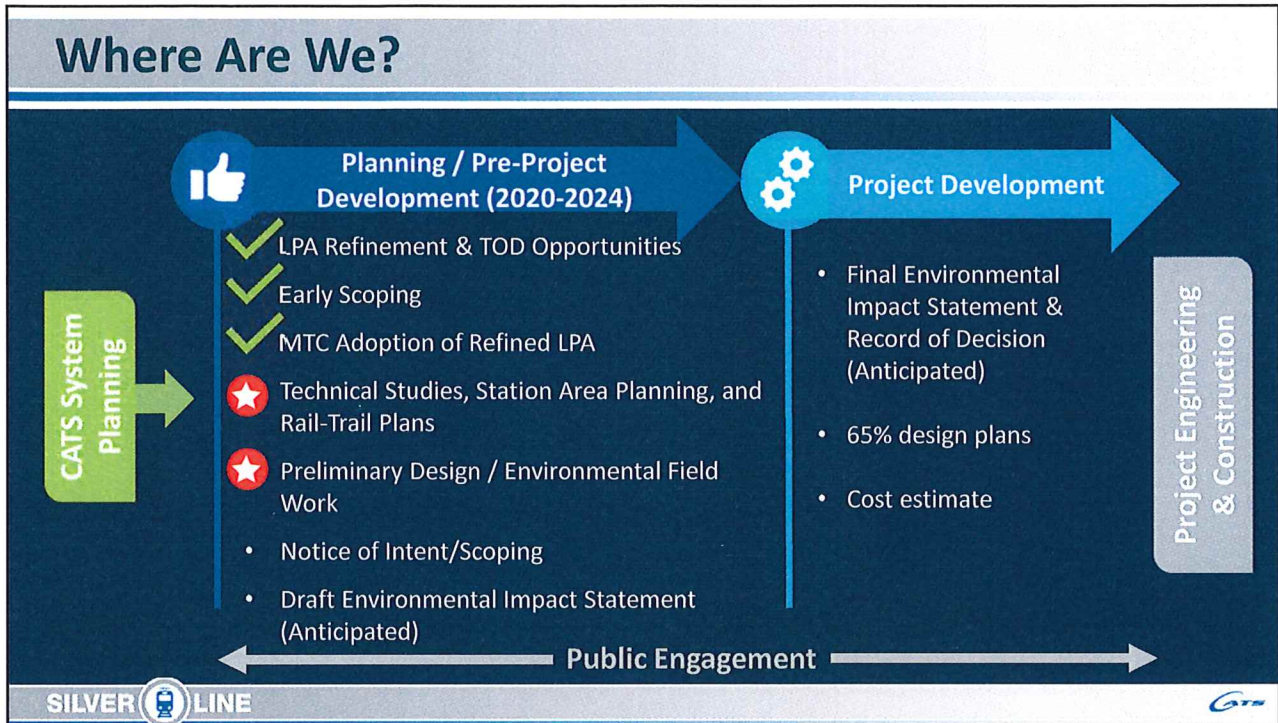 Where Are We?
Planning / Pre-Project
Development (2020-2024)
Project Development
CATS System
Planning
LPA Refinement & TOD Opportunities
Early Scoping
MTC Adoption of Refined LPA
Technical Studies, Station Area Planning, and
Rail-Trail Plans
Preliminary Design / Environmental Field
Work
• Notice of Intent/Scoping
• Draft Environmental Impact Statement
(Anticipated)
• Final Environmental
Impact Statement &
Record of Decision
(Anticipated)
• 65% design plans
• Cost estimate
Project Engineering
& Construction
Public Engagement
SILVER LINE
CATS